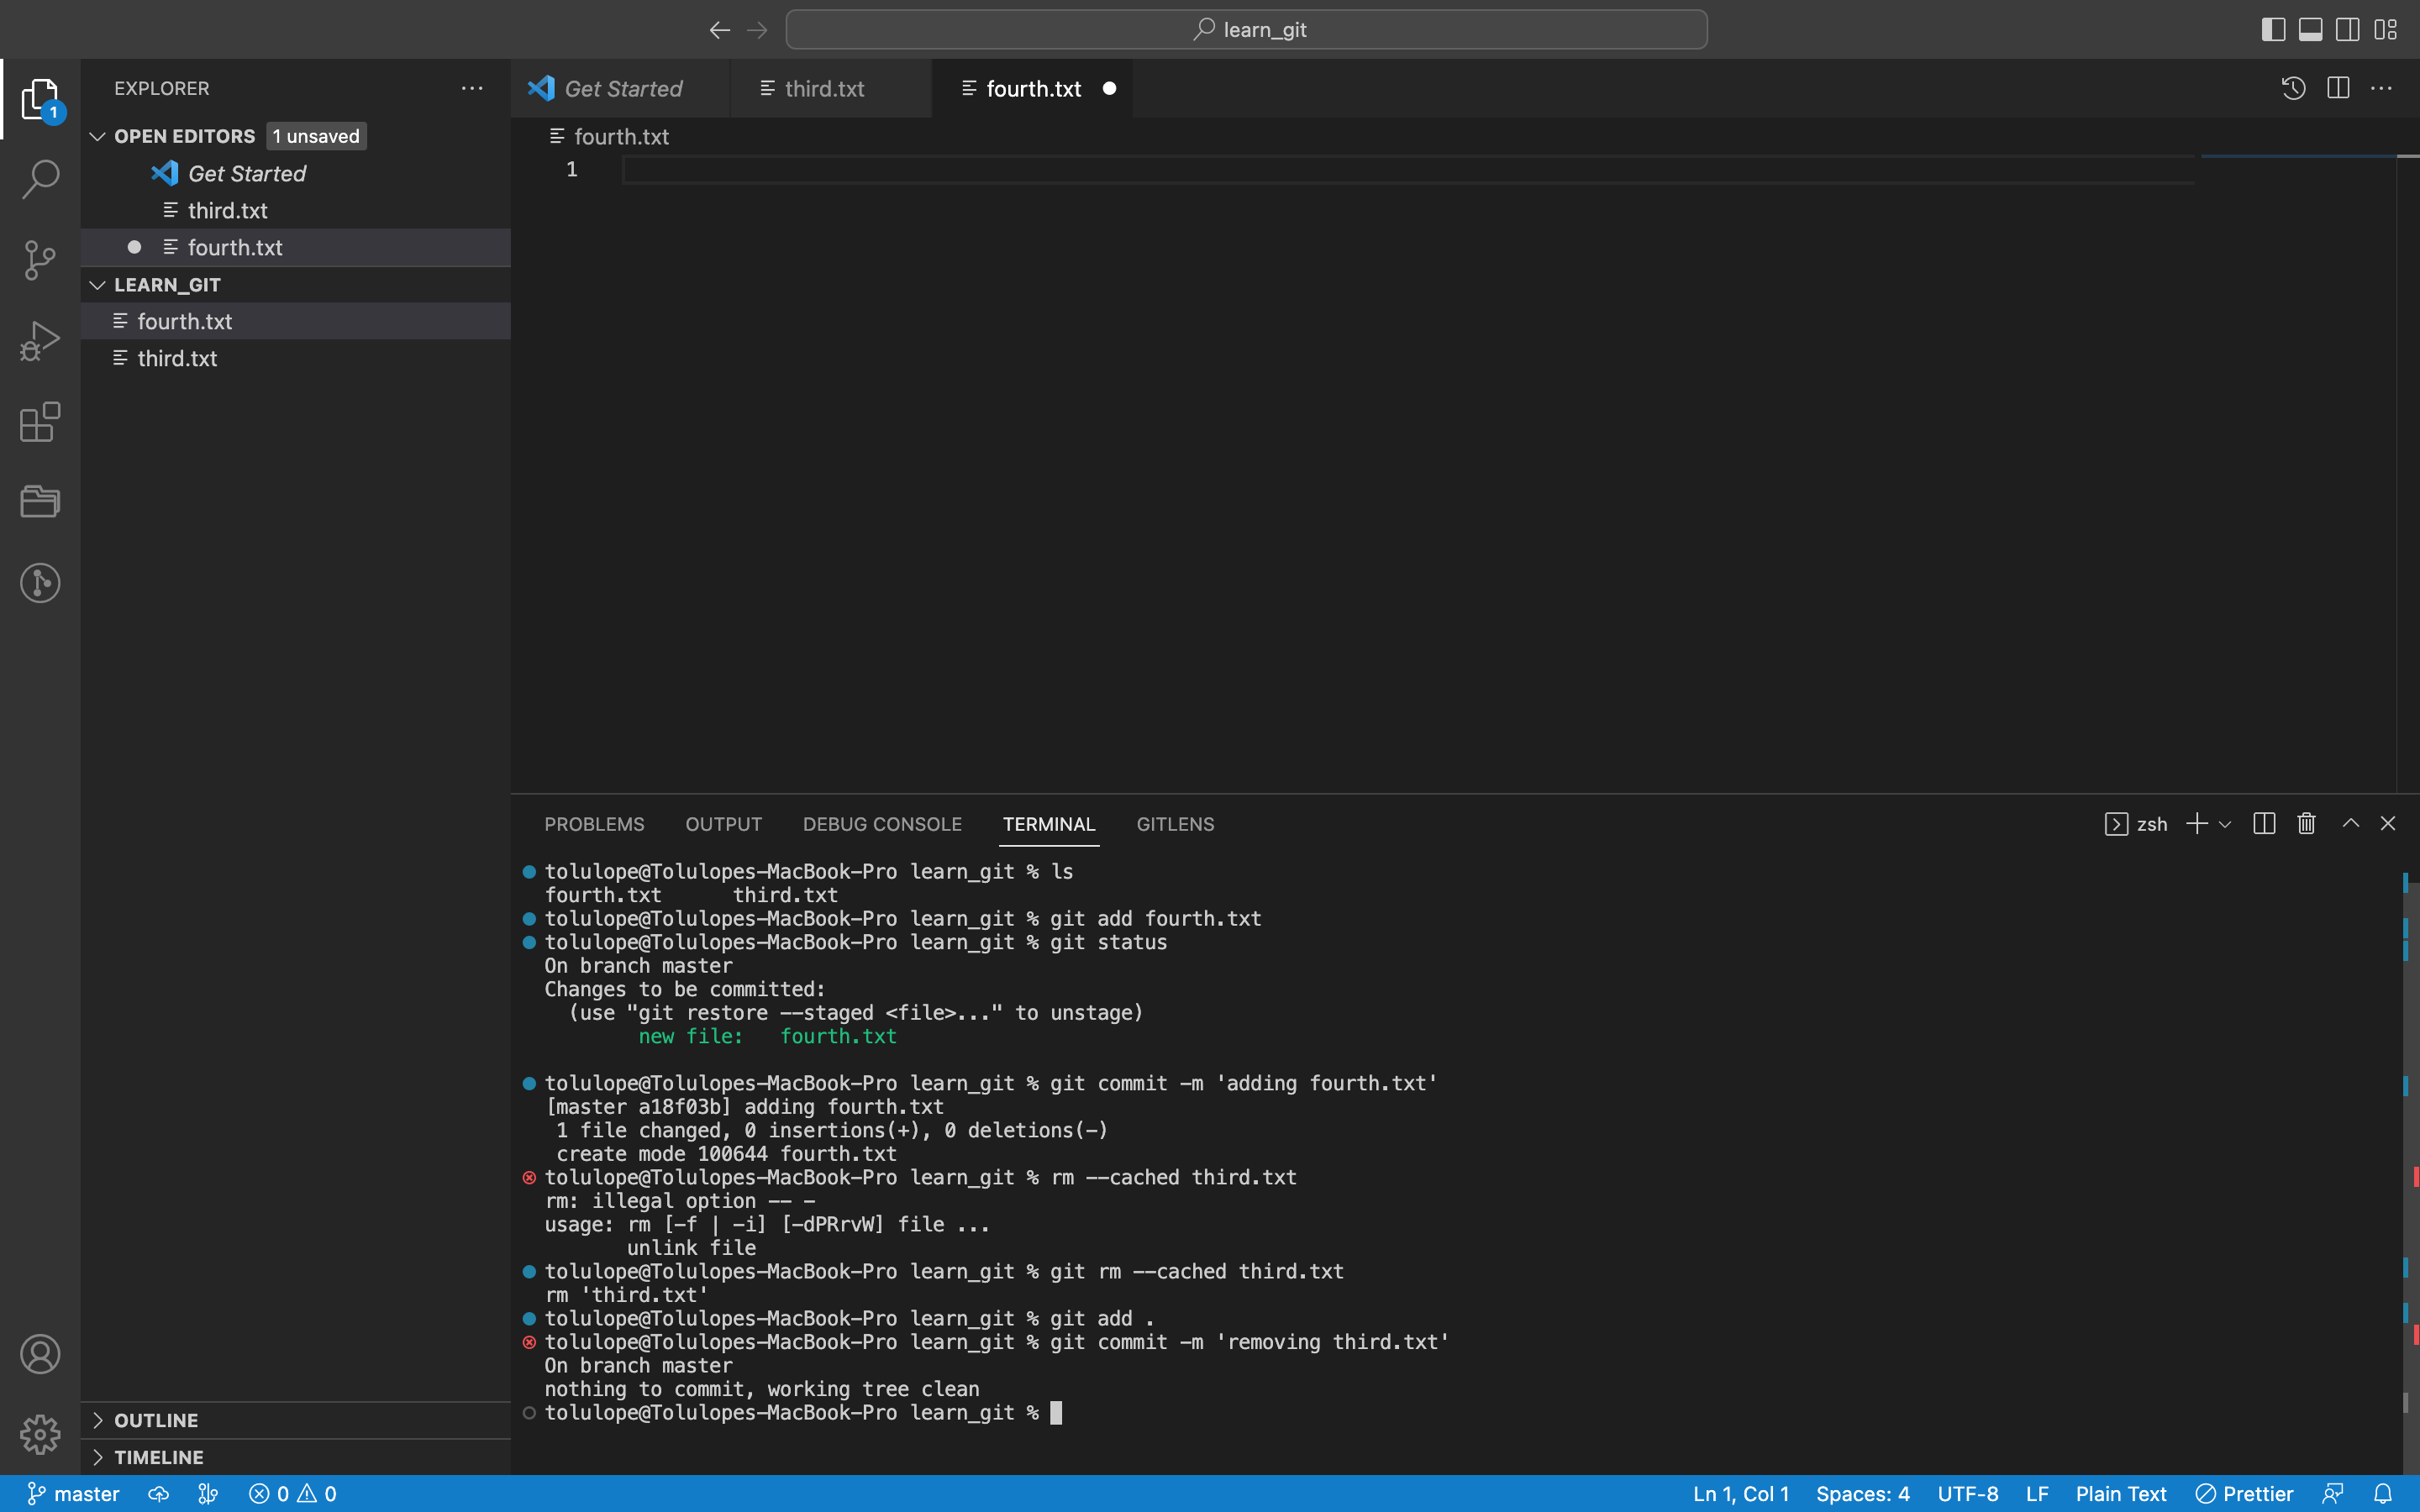 learn_git
EXPLORER
Get Started
third.txt
fourth.txt
1
OPEN EDITORS
1 unsaved
Get Started
third.txt
fourth.txt
LEARN_GIT
fourth.txt
third.txt
OUTLINE
TIMELINE
fourth.txt
1
PROBLEMS
OUTPUT
DEBUG CONSOLE
TERMINAL
GITLENS
zsh
tolulope@Tolulopes-MacBook-Pro learn_git % ls
fourth.txt      third.txt
tolulope@Tolulopes-MacBook-Pro learn_git % git add fourth.txt
tolulope@Tolulopes-MacBook-Pro learn_git % git status
On branch master
Changes to be committed:
  (use "git restore --staged <file>..." to unstage)
        new file:   fourth.txt
tolulope@Tolulopes-MacBook-Pro learn_git % git commit -m 'adding fourth.txt'
[master a18f03b] adding fourth.txt
 1 file changed, 0 insertions(+), 0 deletions(-)
 create mode 100644 fourth.txt
tolulope@Tolulopes-MacBook-Pro learn_git % rm --cached third.txt
rm: illegal option -- -
usage: rm [-f | -i] [-dPRrvW] file ...
       unlink file
tolulope@Tolulopes-MacBook-Pro learn_git % git rm --cached third.txt
rm 'third.txt'
tolulope@Tolulopes-MacBook-Pro learn_git % git add .
tolulope@Tolulopes-MacBook-Pro learn_git % git commit -m 'removing third.txt'
On branch master
nothing to commit, working tree clean
tolulope@Tolulopes-MacBook-Pro learn_git %
master
0
0
Ln 1, Col 1
Spaces: 4
UTF-8
LF
Plain Text
Prettier